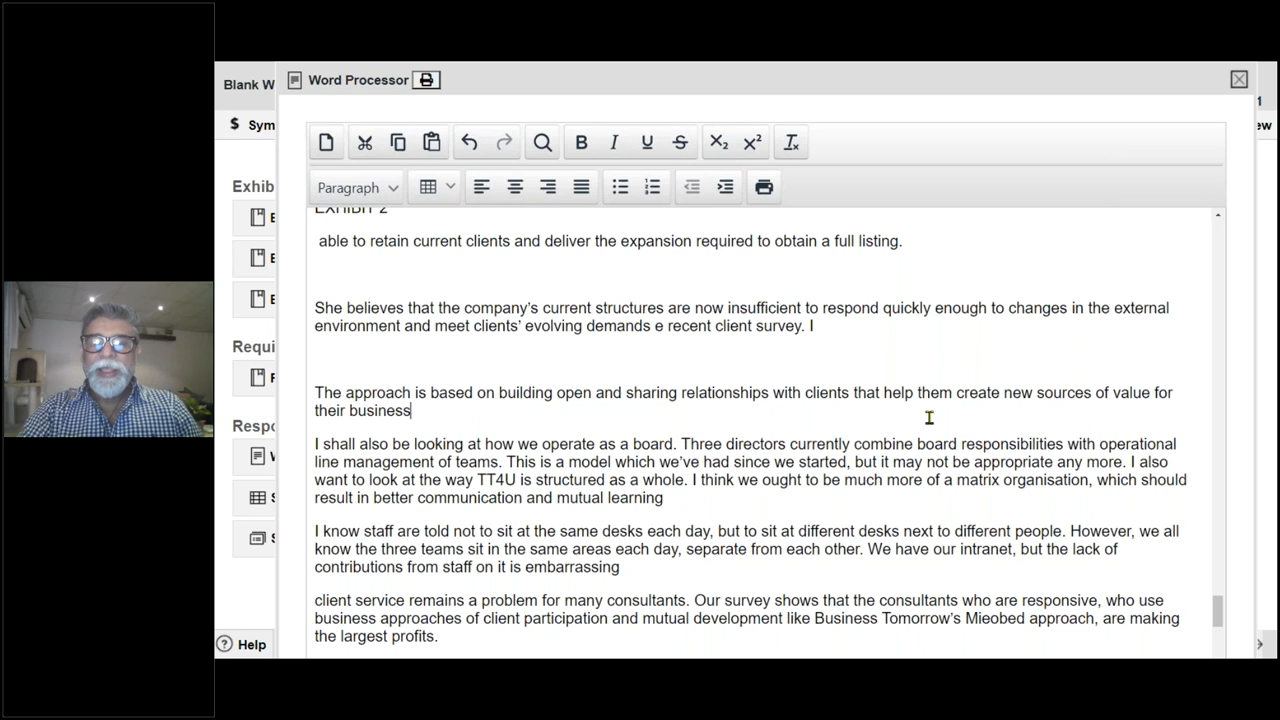 Blank W
Word Processor
1
$ Sym
ew
Exhib
E
E
E
Requi
F
Respo
W
S
S
Help
B I U S X₂ X² Ix
Paragraph
EXHIBIT 2
able to retain current clients and deliver the expansion required to obtain a full listing.
She believes that the company's current structures are now insufficient to respond quickly enough to changes in the external
environment and meet clients' evolving demands e recent client survey. I
The approach is based on building open and sharing relationships with clients that help them create new sources of value for
their business
I shall also be looking at how we operate as a board. Three directors currently combine board responsibilities with operational
line management of teams. This is a model which we've had since we started, but it may not be appropriate any more. I also
want to look at the way TT4U is structured as a whole. I think we ought to be much more of a matrix organisation, which should
result in better communication and mutual learning
I know staff are told not to sit at the same desks each day, but to sit at different desks next to different people. However, we all
know the three teams sit in the same areas each day, separate from each other. We have our intranet, but the lack of
contributions from staff on it is embarrassing
client service remains a problem for many consultants. Our survey shows that the consultants who are responsive, who use
business approaches of client participation and mutual development like Business Tomorrow's Mieobed approach, are making
the largest profits.